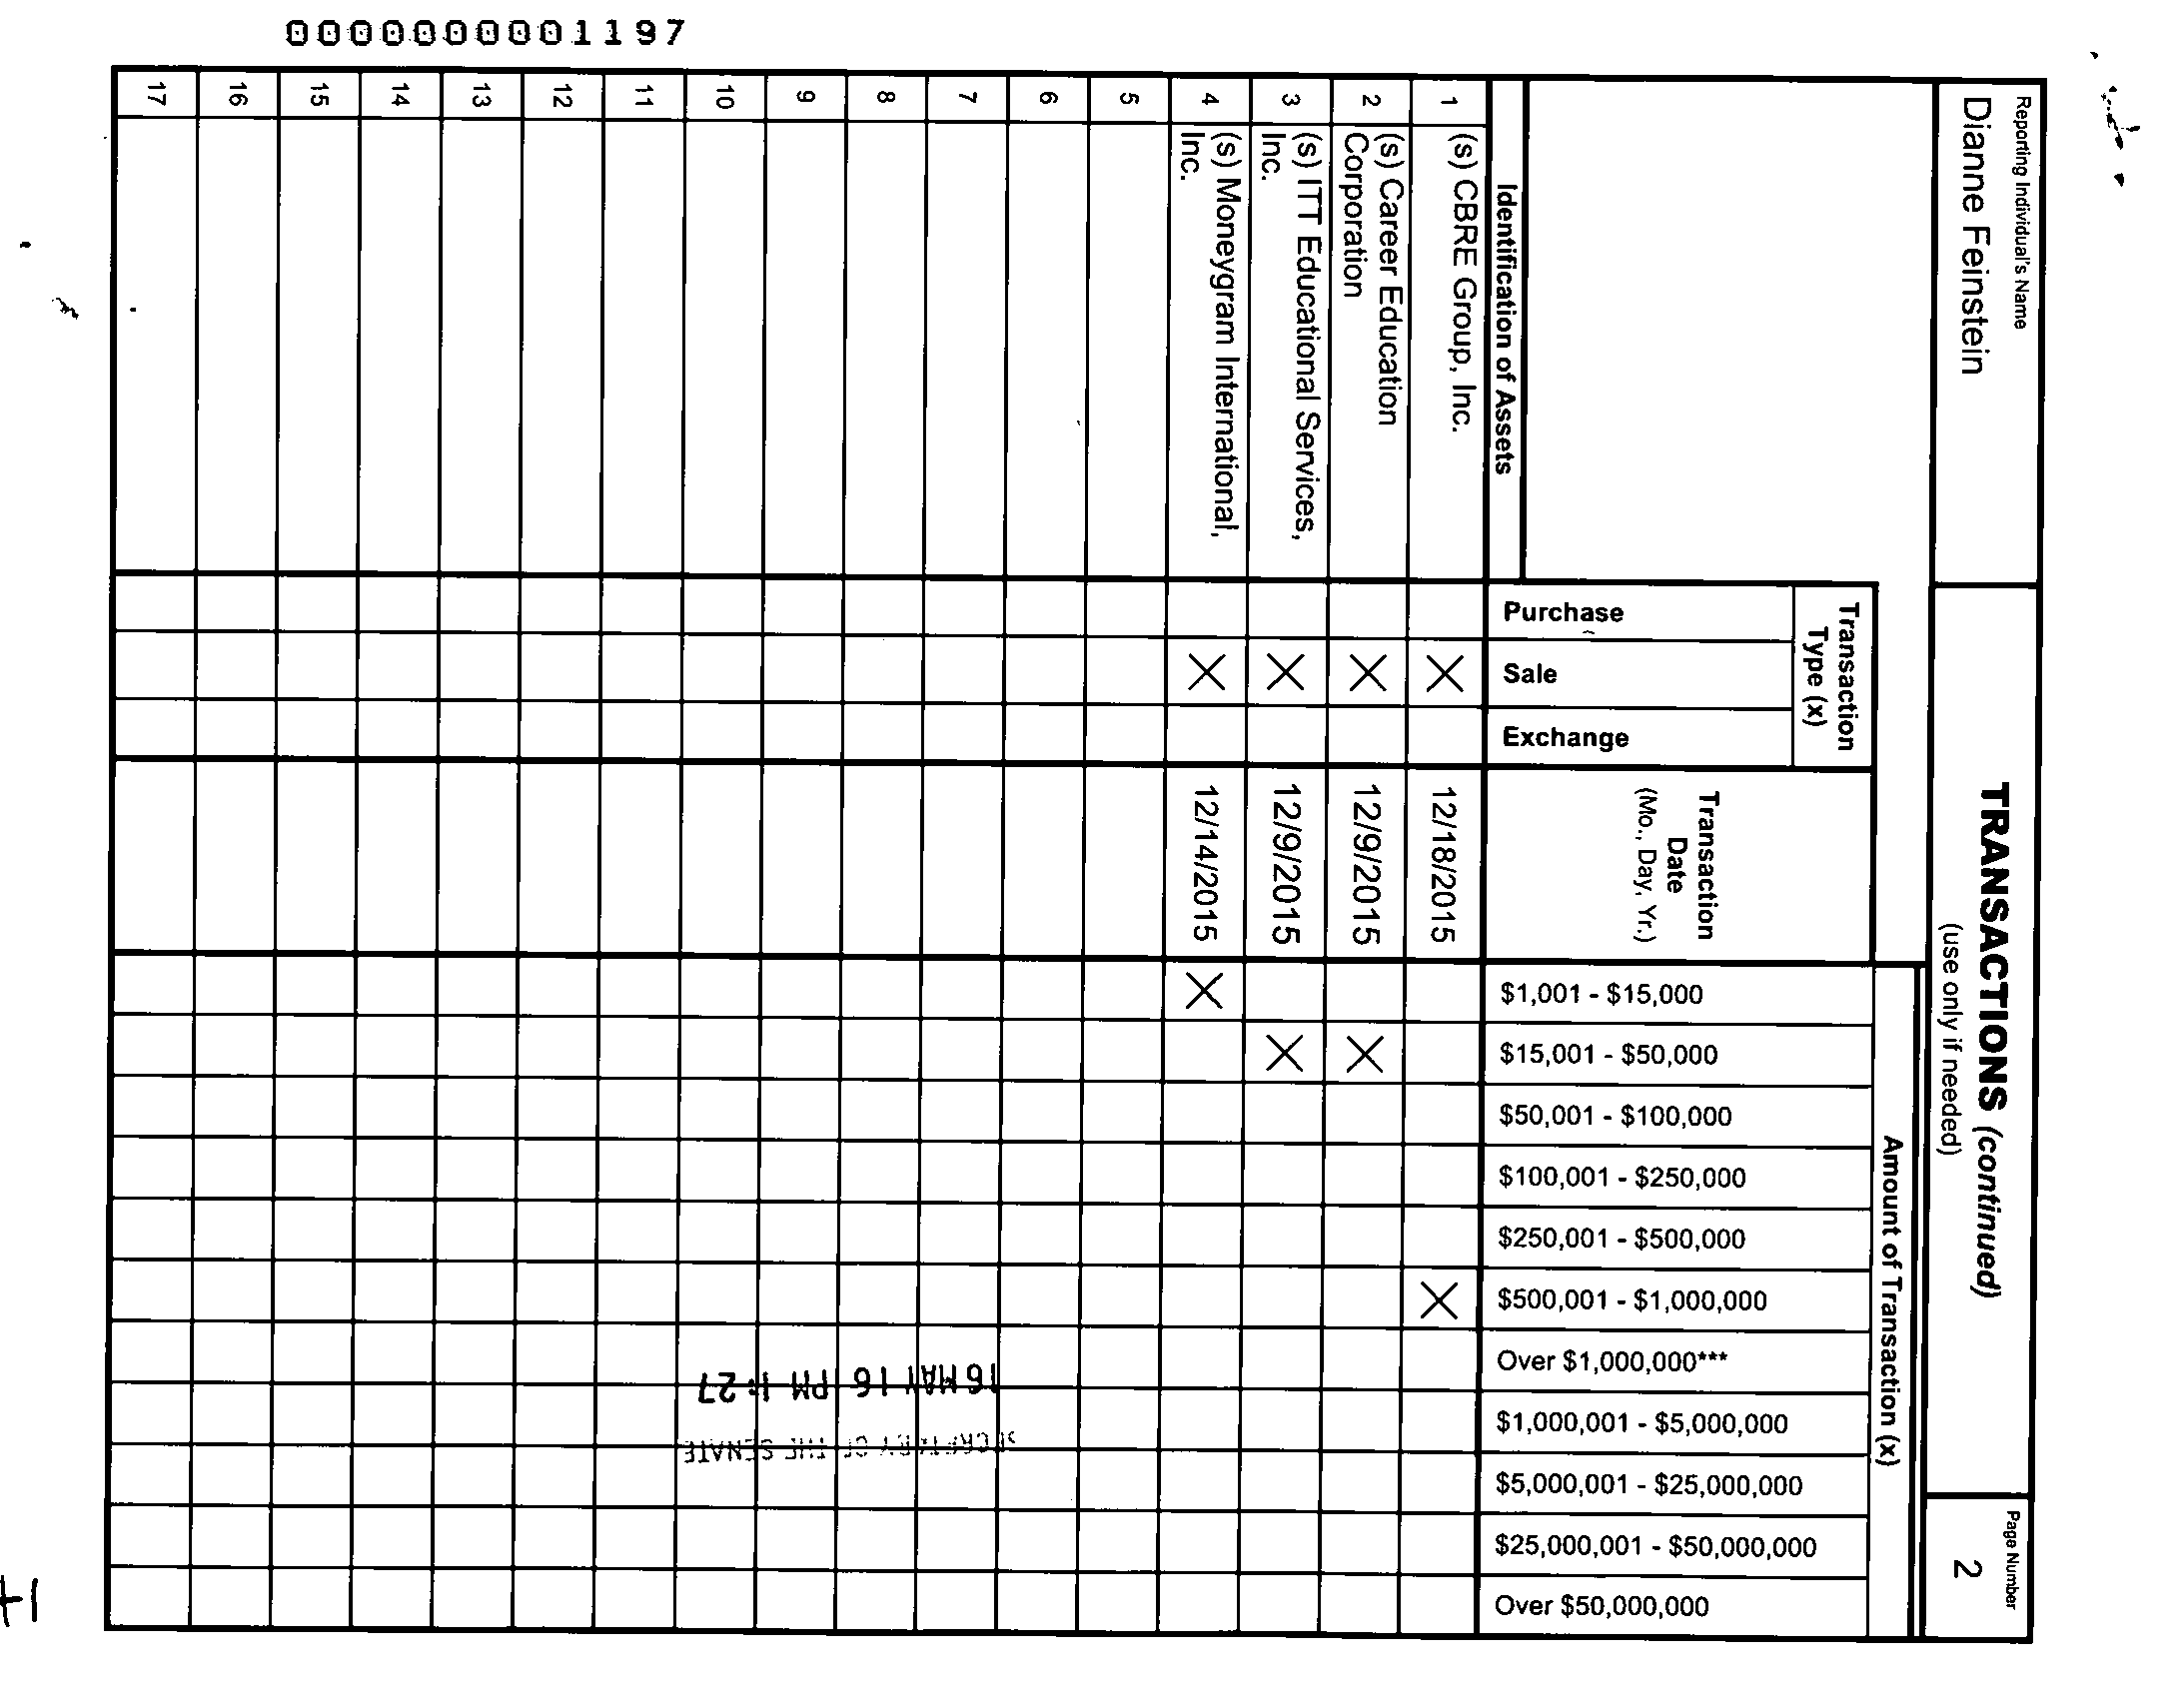 0000000001197
Reporting Individual's Name
Dianne Feinstein
TRANSACTIONS (continued)
(use only if needed)
Page Number
2
Transaction
Type (x)
Amount of Transaction (x)
Identification of Assets
Purchase
Sale
Exchange
Transaction
Date
(Mo., Day, Yr.)
$1,001 - $15,000
$15,001 - $50,000
$50,001 - $100,000
$100,001 - $250,000
$250,001 - $500,000
$500,001 - $1,000,000
Over $1,000,000***
$1,000,001 - $5,000,000
$5,000,001 - $25,000,000
$25,000,001 - $50,000,000
Over $50,000,000
1 (s) CBRE Group, Inc. X 12/18/2015 X
2 (s) Career Education
Corporation X 12/9/2015 X
3 (s) ITT Educational Services,
Inc. X 12/9/2015 X
4 (s) Moneygram International,
Inc. X 12/14/2015 X
5
6
7
8
9
10
11
12
13
14
15
16
17
SECRETARY OF THE SENATE
16 MAY 16 PM 1:27